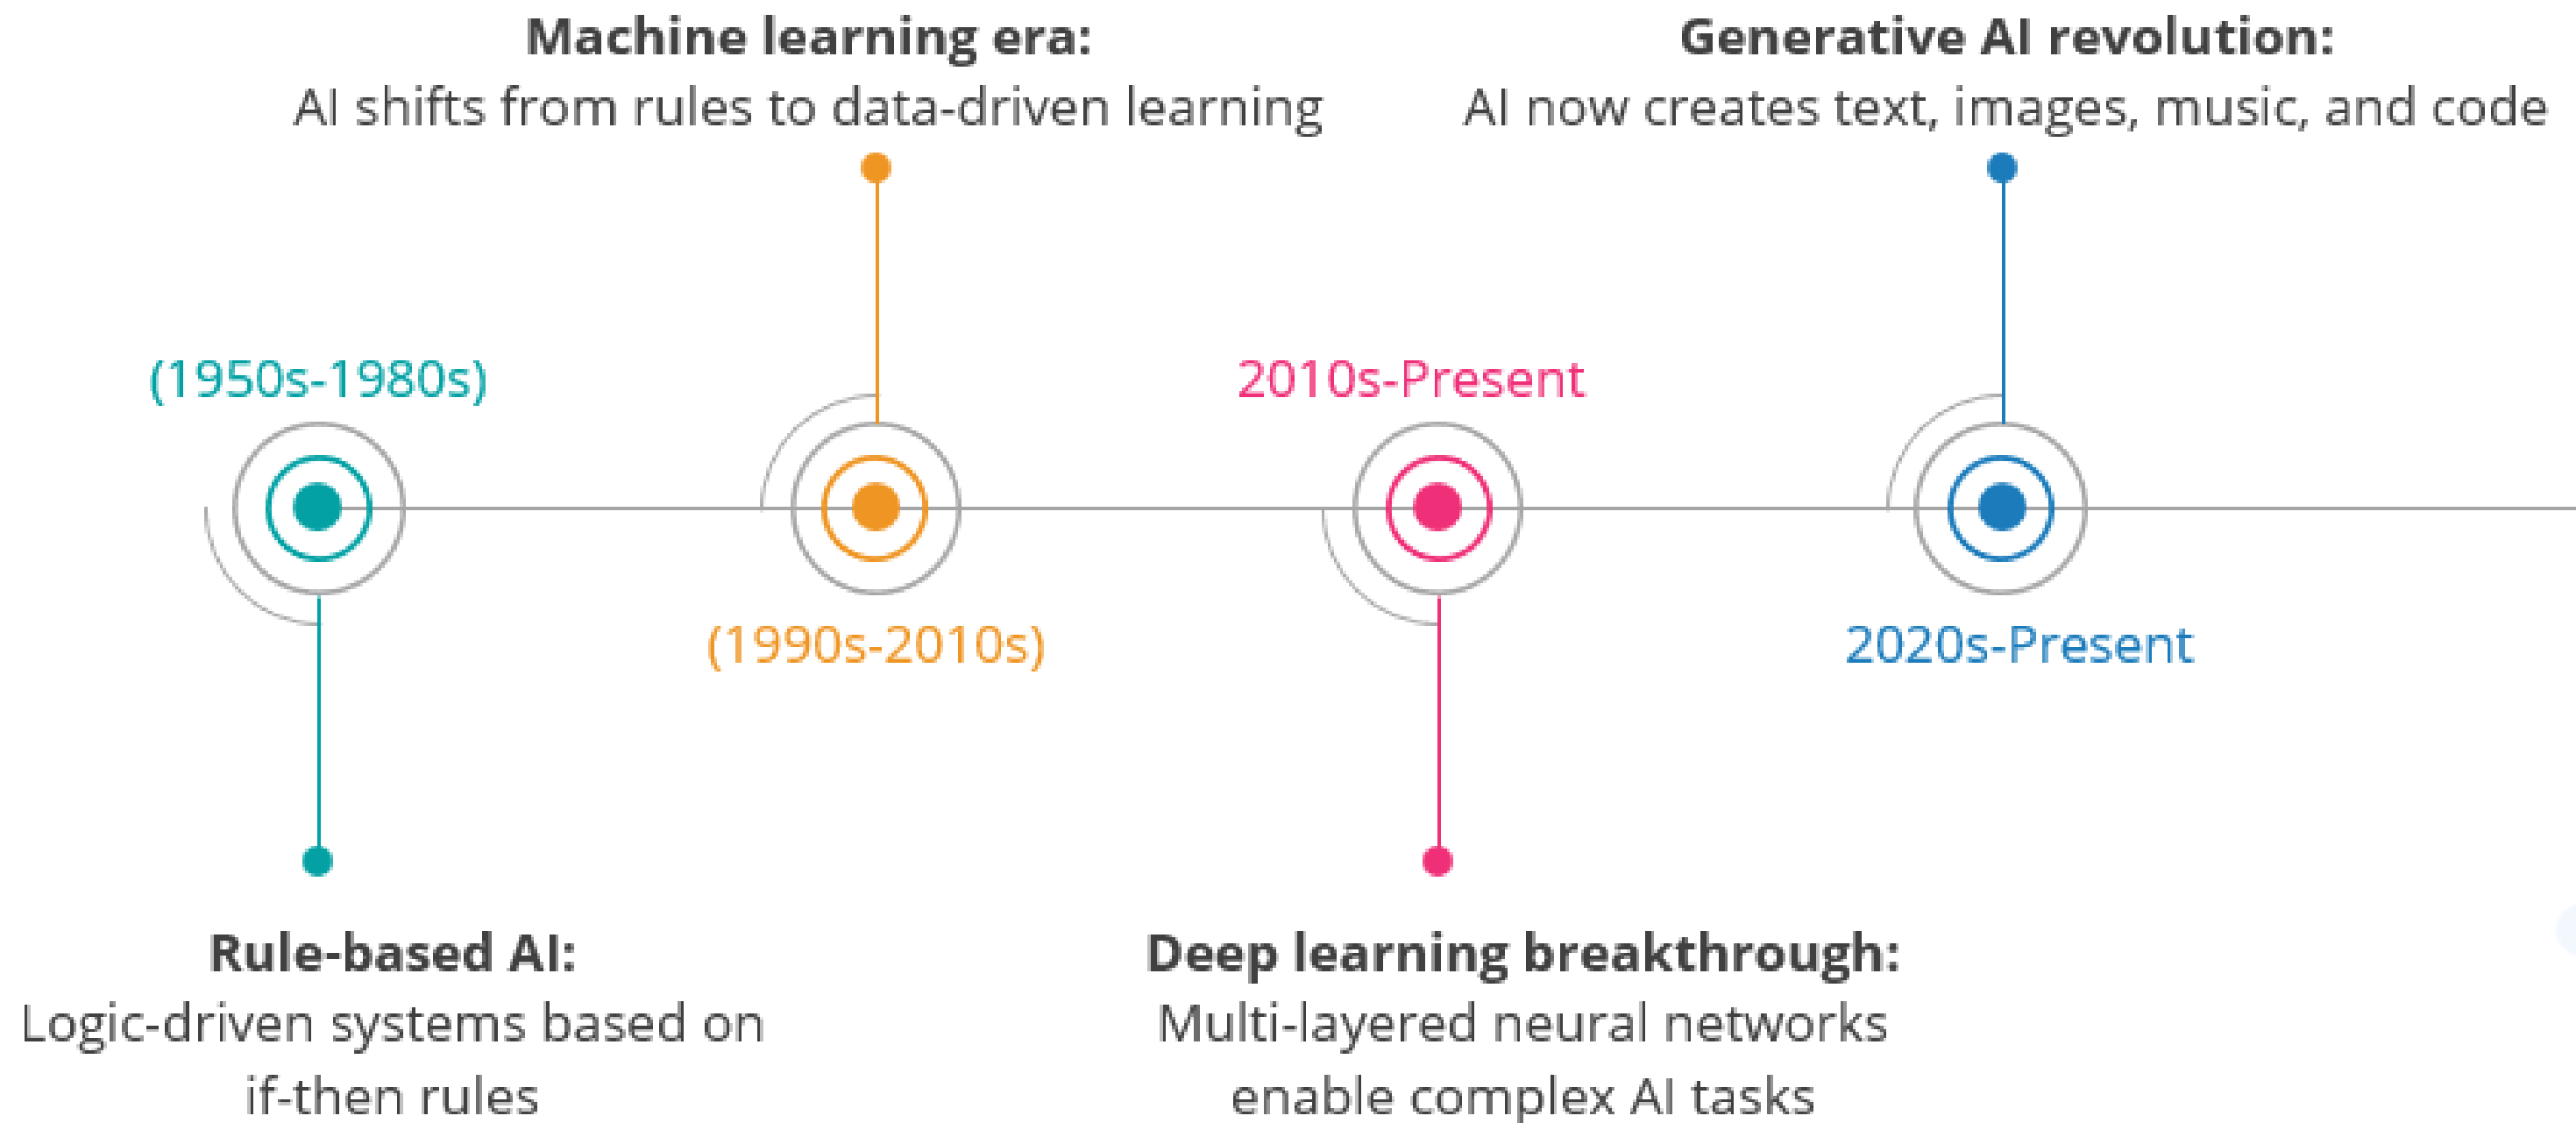 Machine learning era:
AI shifts from rules to data-driven learning
Generative AI revolution:
AI now creates text, images, music, and code
(1950s-1980s)
2010s-Present
(1990s-2010s)
2020s-Present
Rule-based AI:
Logic-driven systems based on
if-then rules
Deep learning breakthrough:
Multi-layered neural networks
enable complex AI tasks